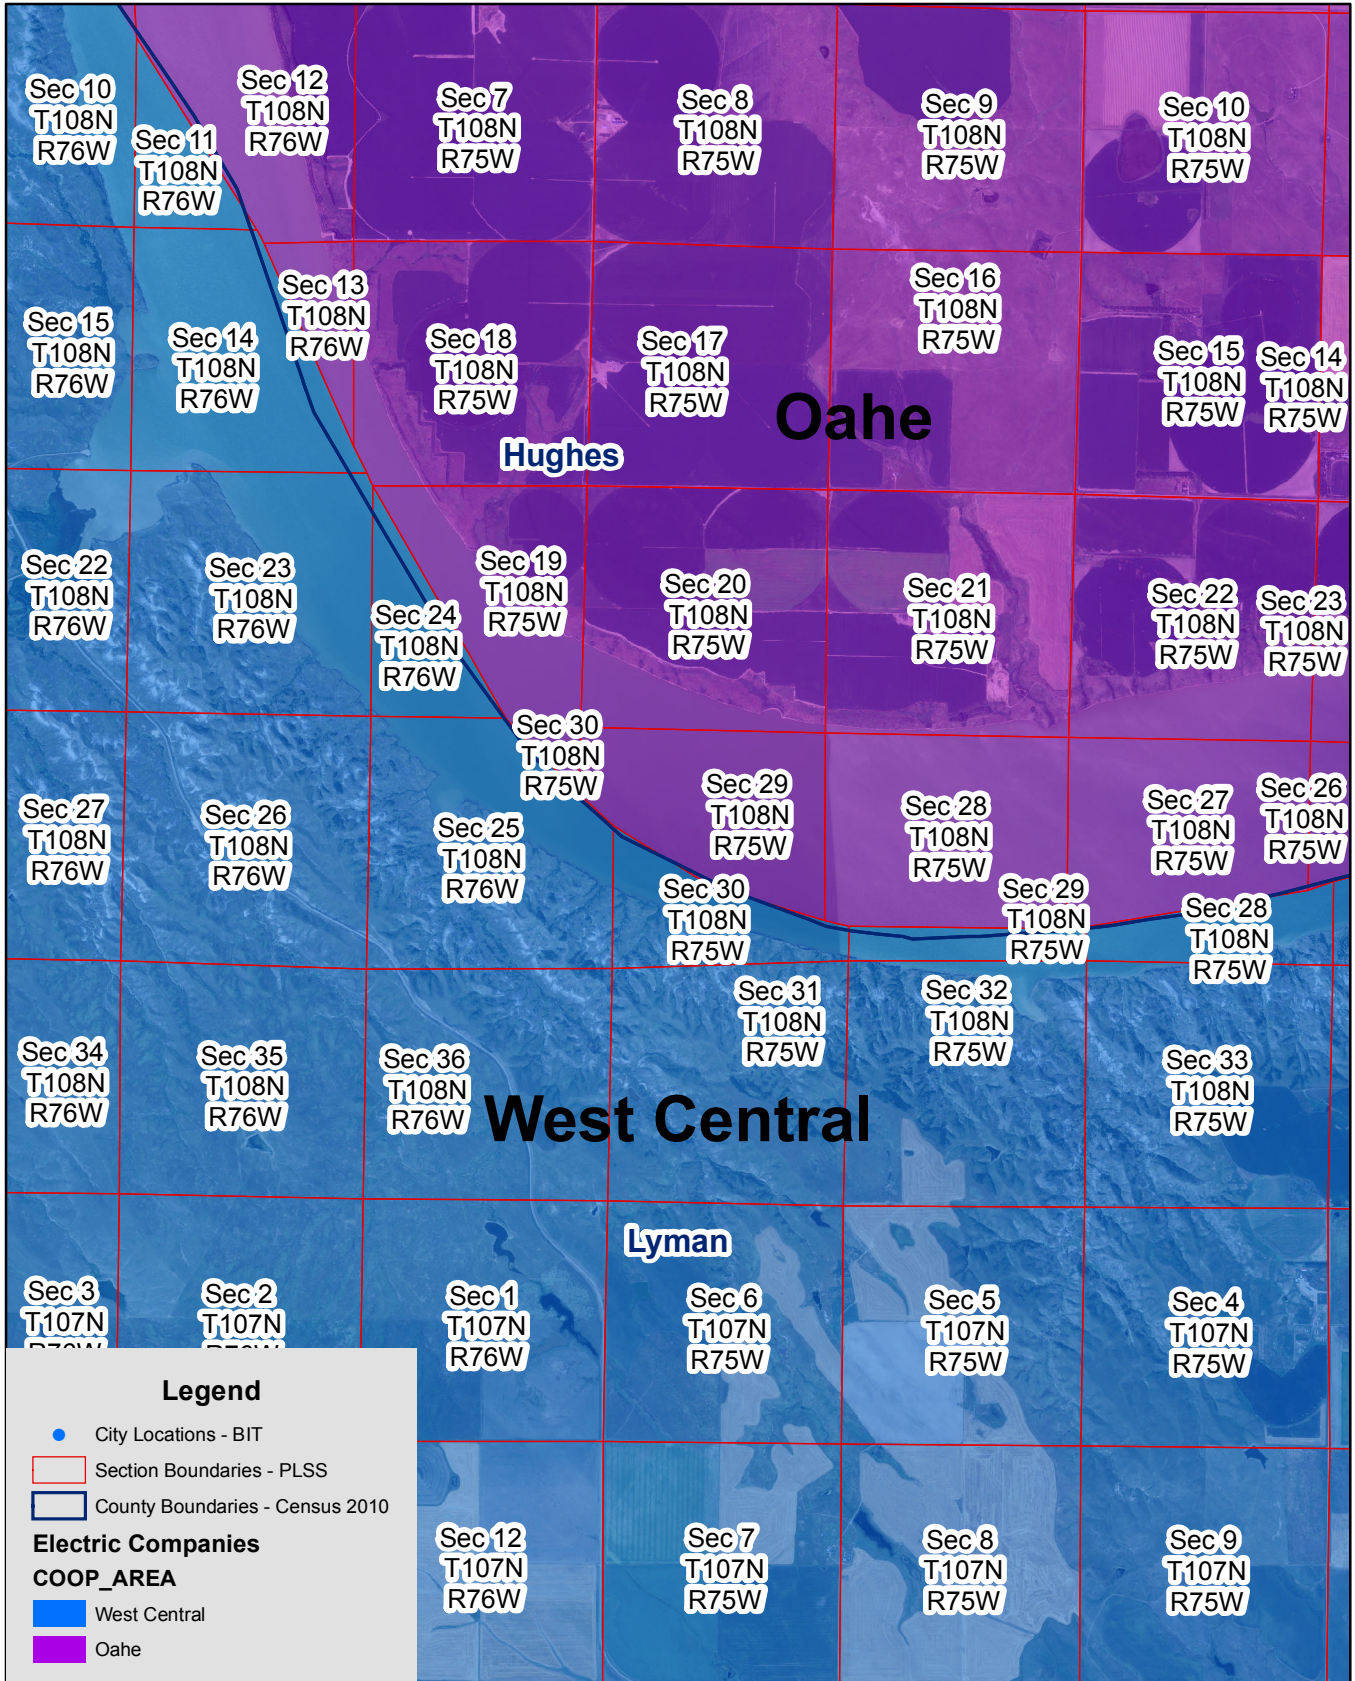 Sec 10
T108N
R76W
Sec 11
T108N
R76W
Sec 12
T108N
R76W
Sec 7
T108N
R75W
Sec 8
T108N
R75W
Sec 9
T108N
R75W
Sec 10
T108N
R75W
Sec 15
T108N
R76W
Sec 14
T108N
R76W
Sec 13
T108N
R76W
Sec 18
T108N
R75W
Sec 17
T108N
R75W
Sec 16
T108N
R75W
Sec 15
T108N
R75W
Sec 14
T108N
R75W
Oahe
Hughes
Sec 22
T108N
R76W
Sec 23
T108N
R76W
Sec 24
T108N
R76W
Sec 19
T108N
R75W
Sec 20
T108N
R75W
Sec 21
T108N
R75W
Sec 22
T108N
R75W
Sec 23
T108N
R75W
Sec 27
T108N
R76W
Sec 26
T108N
R76W
Sec 25
T108N
R76W
Sec 30
T108N
R75W
Sec 29
T108N
R75W
Sec 28
T108N
R75W
Sec 27
T108N
R75W
Sec 26
T108N
R75W
Sec 30
T108N
R75W
Sec 29
T108N
R75W
Sec 28
T108N
R75W
Sec 34
T108N
R76W
Sec 35
T108N
R76W
Sec 36
T108N
R76W
Sec 31
T108N
R75W
Sec 32
T108N
R75W
Sec 33
T108N
R75W
West Central
Lyman
Sec 3
T107N
R76W
Sec 2
T107N
R76W
Sec 1
T107N
R76W
Sec 6
T107N
R75W
Sec 5
T107N
R75W
Sec 4
T107N
R75W
Sec 12
T107N
R76W
Sec 7
T107N
R75W
Sec 8
T107N
R75W
Sec 9
T107N
R75W
Legend
City Locations - BIT
Section Boundaries - PLSS
County Boundaries - Census 2010
Electric Companies
COOP_AREA
West Central
Oahe